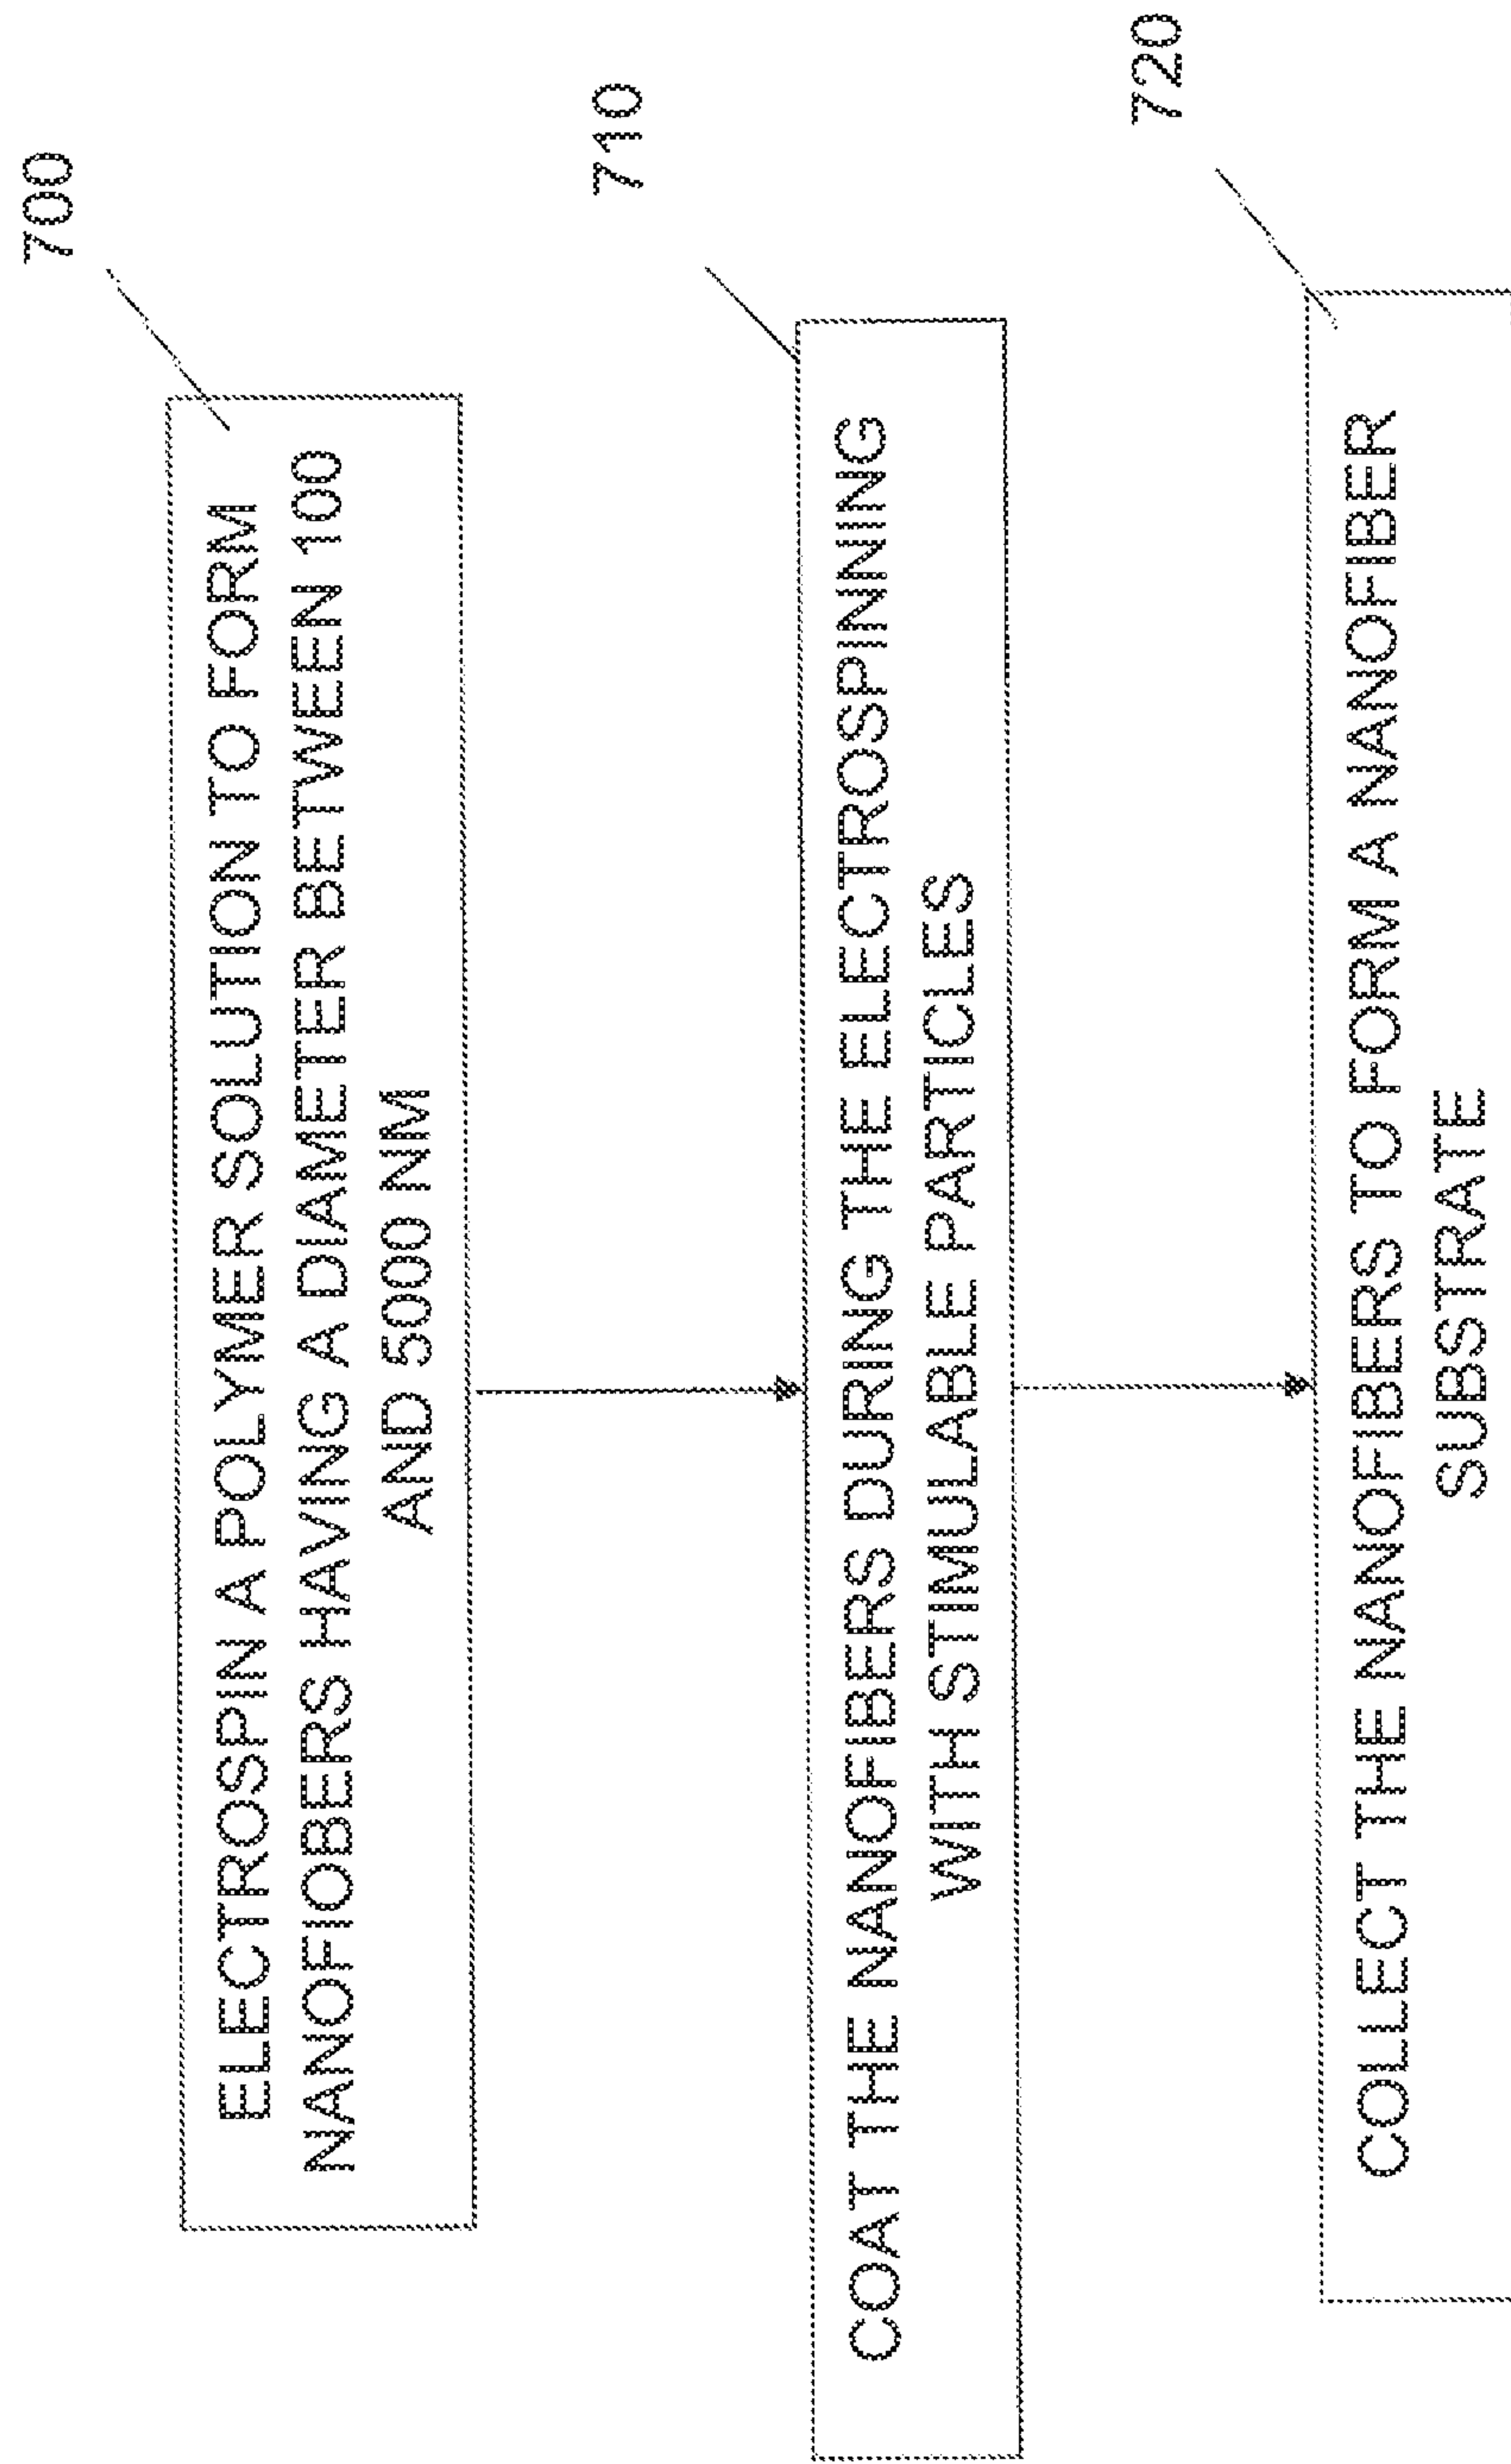 700
ELECTROSPIN A POLYMER SOLUTION TO FORM
NANOFIOBERS HAVING A DIAMETER BETWEEN 100
AND 5000 NM
710
COAT THE NANOFIBERS DURING THE ELECTROSPINNING
WITH STIMULABLE PARTICLES
720
COLLECT THE NANOFIBERS TO FORM A NANOFIBER
SUBSTRATE